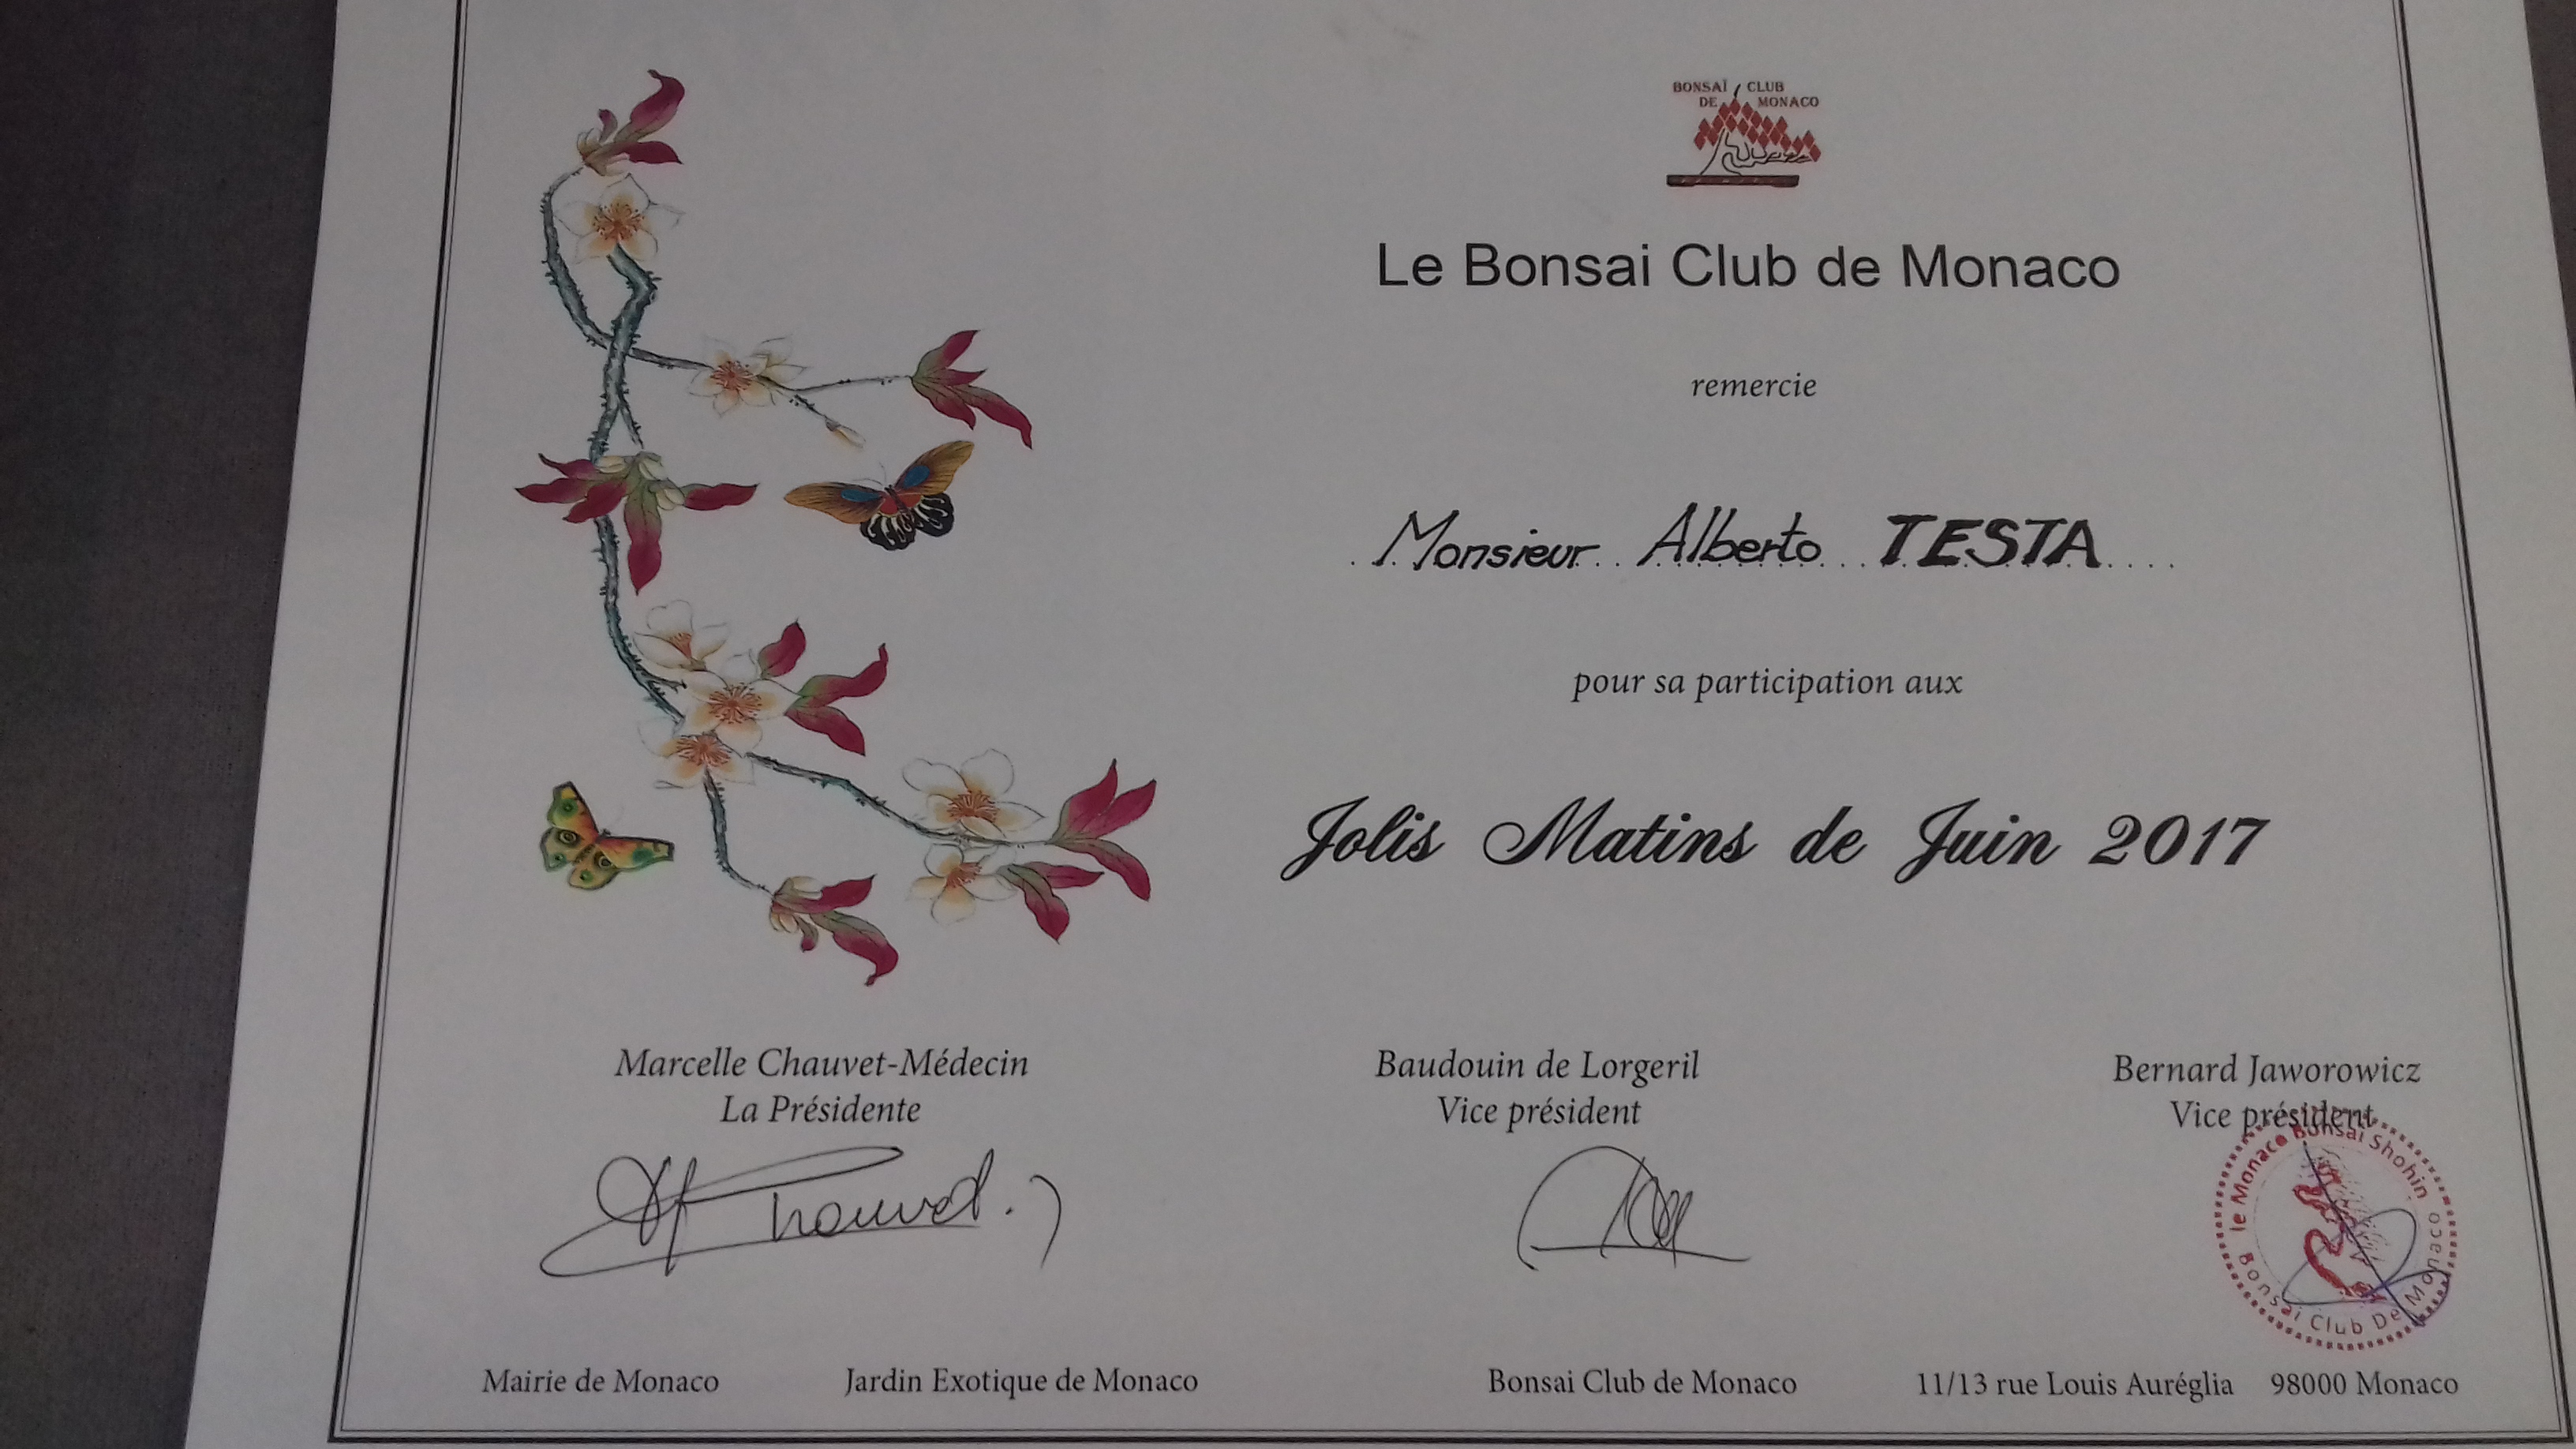 BONSAÏ CLUB
DE MONACO
Le Bonsai Club de Monaco
remercie
Monsieur Alberto TESTA
pour sa participation aux
Jolis Matins de Juin 2017
Marcelle Chauvet-Médecin
La Présidente
Baudouin de Lorgeril
Vice président
Bernard Jaworowicz
Vice président
le Monaco Bonsai Shohin
Bonsai Club De Monaco
Mairie de Monaco
Jardin Exotique de Monaco
Bonsai Club de Monaco
11/13 rue Louis Auréglia 98000 Monaco